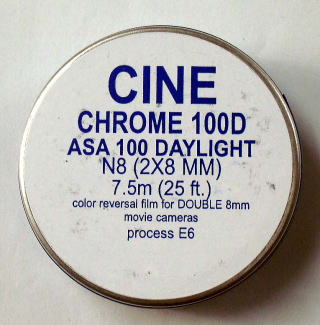 CINE
CHROME 100D
ASA 100 DAYLIGHT
N8 (2X8 MM)
7.5m (25 ft.)
color reversal film for DOUBLE 8mm
movie cameras
process E6